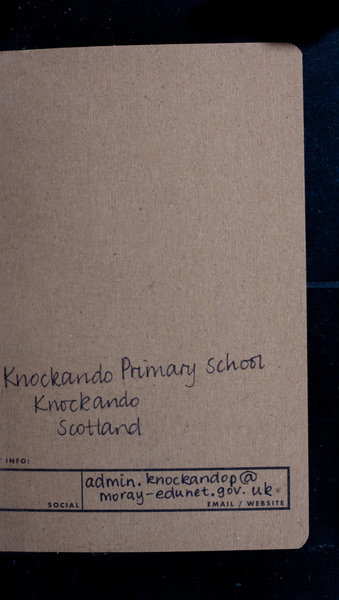 Knockando Primary School
Knockando
Scotland
INFO:
admin.knockandop@
moray-edunet.gov.uk
SOCIAL
EMAIL / WEBSITE